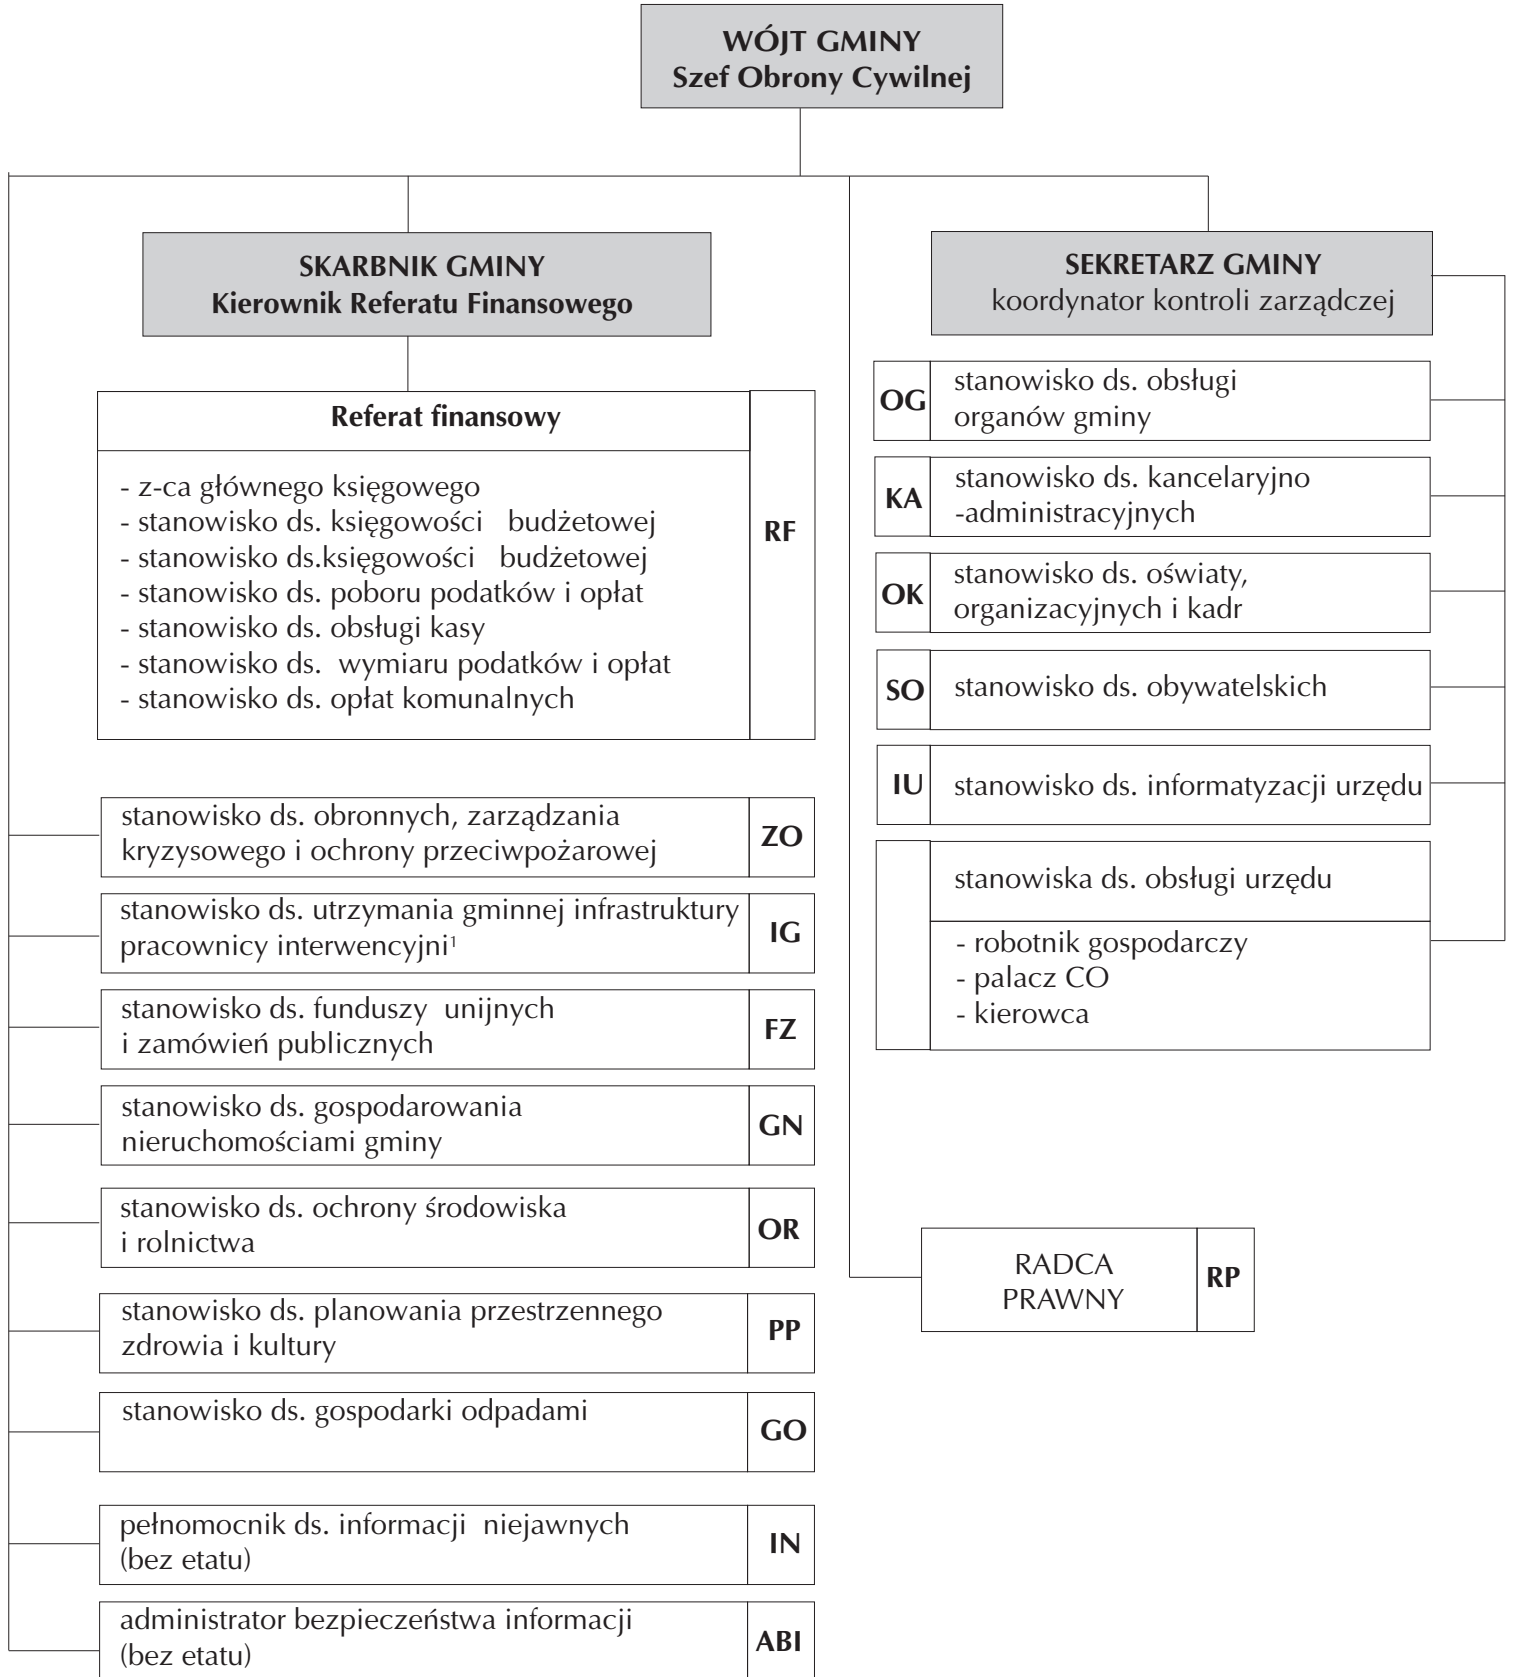 WÓJT GMINY
Szef Obrony Cywilnej
SKARBNIK GMINY
Kierownik Referatu Finansowego
Referat finansowy
- z-ca głównego księgowego
- stanowisko ds. księgowości budżetowej
- stanowisko ds.księgowości budżetowej
- stanowisko ds. poboru podatków i opłat
- stanowisko ds. obsługi kasy
- stanowisko ds. wymiaru podatków i opłat
- stanowisko ds. opłat komunalnych
RF
stanowisko ds. obronnych, zarządzania
kryzysowego i ochrony przeciwpożarowej
ZO
stanowisko ds. utrzymania gminnej infrastruktury
pracownicy interwencyjni¹
IG
stanowisko ds. funduszy unijnych
i zamówień publicznych
FZ
stanowisko ds. gospodarowania
nieruchomościami gminy
GN
stanowisko ds. ochrony środowiska
i rolnictwa
OR
stanowisko ds. planowania przestrzennego
zdrowia i kultury
PP
stanowisko ds. gospodarki odpadami
GO
pełnomocnik ds. informacji niejawnych
(bez etatu)
IN
administrator bezpieczeństwa informacji
(bez etatu)
ABI
SEKRETARZ GMINY
koordynator kontroli zarządczej
OG
stanowisko ds. obsługi
organów gminy
KA
stanowisko ds. kancelaryjno
-administracyjnych
OK
stanowisko ds. oświaty,
organizacyjnych i kadr
SO
stanowisko ds. obywatelskich
IU
stanowisko ds. informatyzacji urzędu
stanowiska ds. obsługi urzędu
- robotnik gospodarczy
- palacz CO
- kierowca
RADCA
PRAWNY
RP